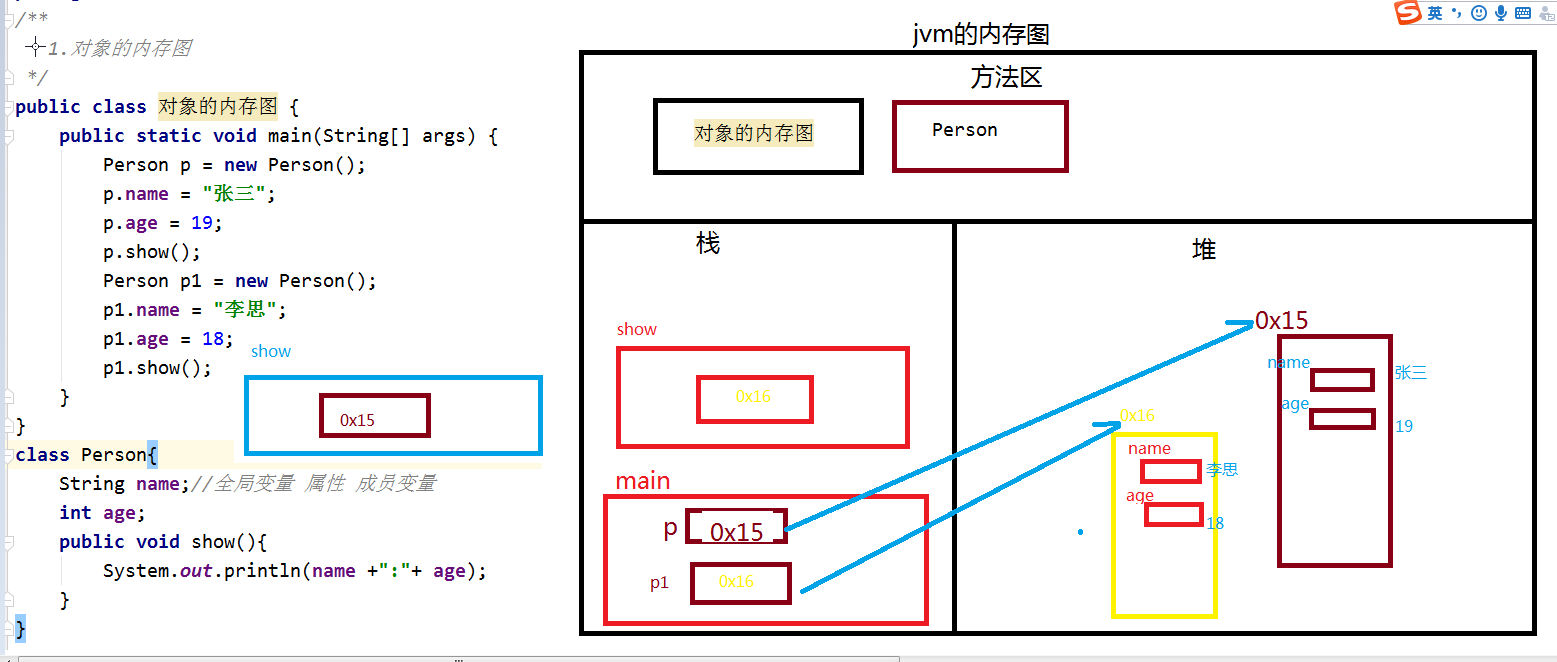 /**
1.对象的内存图
*/
public class 对象的内存图 {
public static void main(String[] args) {
Person p = new Person();
p.name = "张三";
p.age = 19;
p.show();
Person p1 = new Person();
p1.name = "李思";
p1.age = 18;
p1.show();
}
}
show
0x15
class Person{
String name;//全局变量 属性 成员变量
int age;
public void show(){
System.out.println(name +":"+ age);
}
}
英
jvm的内存图
方法区
对象的内存图
Person
栈
show
0x16
main
p
0x15
p1
0x16
堆
0x15
name
张三
age
19
0x16
name
李思
age
18